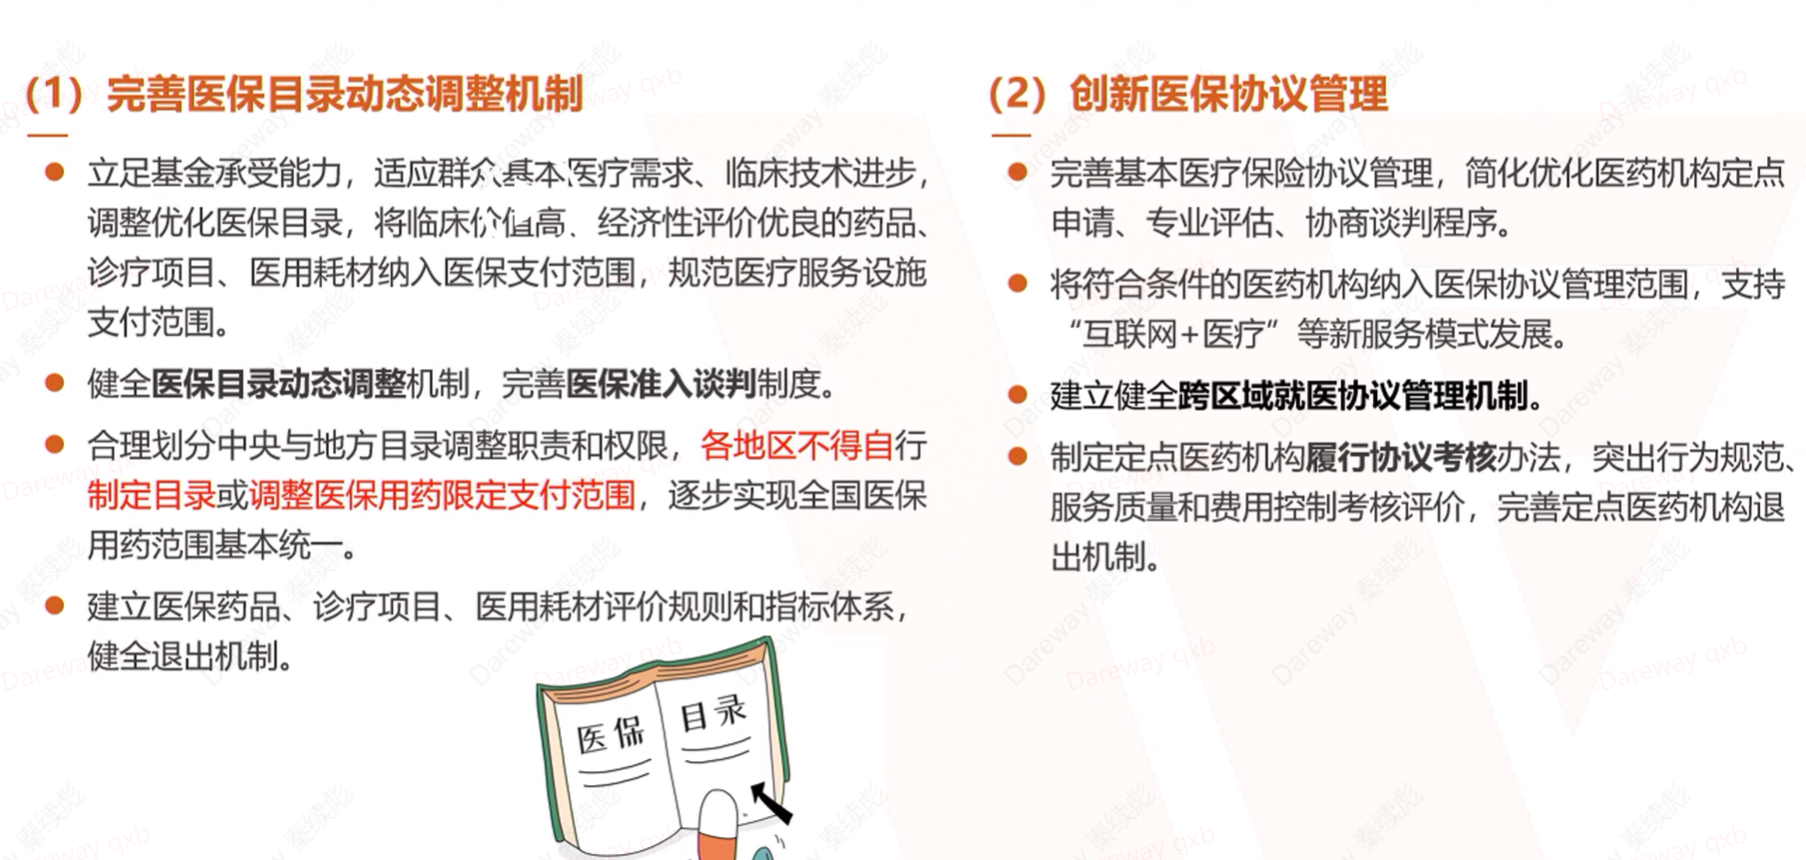 （1）完善医保目录动态调整机制
● 立足基金承受能力，适应群众基本医疗需求、临床技术进步，
调整优化医保目录，将临床价值高、经济性评价优良的药品、
诊疗项目、医用耗材纳入医保支付范围，规范医疗服务设施
支付范围。
● 健全医保目录动态调整机制，完善医保准入谈判制度。
● 合理划分中央与地方目录调整职责和权限，各地区不得自行
制定目录或调整医保用药限定支付范围，逐步实现全国医保
用药范围基本统一。
● 建立医保药品、诊疗项目、医用耗材评价规则和指标体系，
健全退出机制。
医保 目录
（2）创新医保协议管理
● 完善基本医疗保险协议管理，简化优化医药机构定点
申请、专业评估、协商谈判程序。
● 将符合条件的医药机构纳入医保协议管理范围，支持
“互联网+医疗”等新服务模式发展。
● 建立健全跨区域就医协议管理机制。
● 制定定点医药机构履行协议考核办法，突出行为规范、
服务质量和费用控制考核评价，完善定点医药机构退
出机制。
Dareway 秦续彪
Dareway qxb